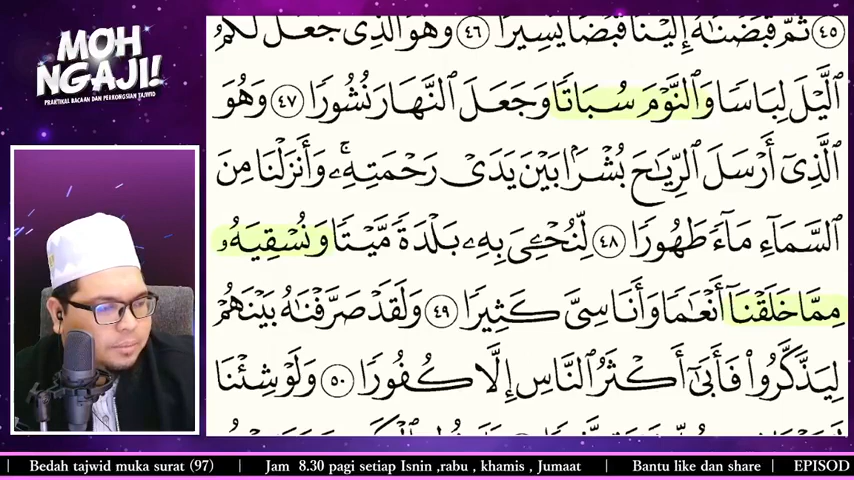 MOH
NGAJI!
PRAKTIKAL BACAAN DAN PERKONGSIAN TAJWID
٤٥ ثُمَّ قَبَضْنَـٰهُ إِلَيْنَا قَبْضًا يَسِيرًا ٤٦ وَهُوَ ٱلَّذِى جَعَلَ لَكُمُ
ٱلَّيْلَ لِبَاسًا وَٱلنَّوْمَ سُبَاتًا وَجَعَلَ ٱلنَّهَارَ نُشُورًا ٤٧ وَهُوَ
ٱلَّذِىٓ أَرْسَلَ ٱلرِّيَـٰحَ بُشْرًۢا بَيْنَ يَدَىْ رَحْمَتِهِۦ ۚ وَأَنزَلْنَا مِنَ
ٱلسَّمَآءِ مَآءً طَهُورًا ٤٨ لِّنُحْـِۧىَ بِهِۦ بَلْدَةً مَّيْتًا وَنُسْقِيَهُۥ
مِمَّا خَلَقْنَآ أَنْعَـٰمًا وَأَنَاسِىَّ كَثِيرًا ٤٩ وَلَقَدْ صَرَّفْنَـٰهُ بَيْنَهُمْ
لِيَذَّكَّرُوا۟ فَأَبَىٰٓ أَكْثَرُ ٱلنَّاسِ إِلَّا كُفُورًا ٥٠ وَلَوْ شِئْنَا
| Bedah tajwid muka surat (97) | Jam 8.30 pagi setiap Isnin ,rabu , khamis , Jumaat | Bantu like dan share | EPISOD